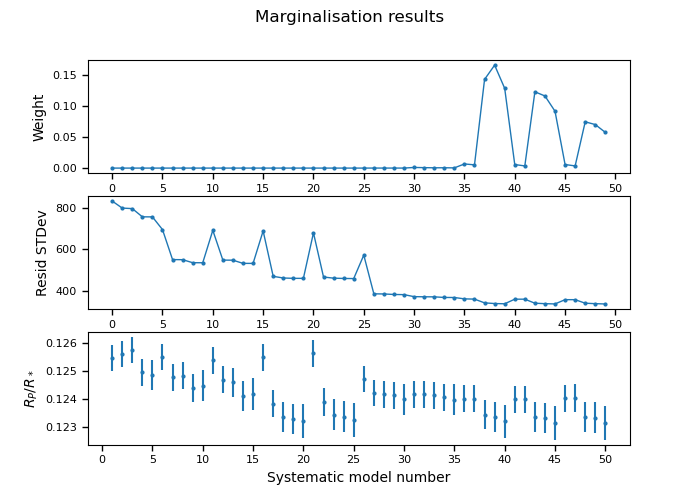 Marginalisation results
Weight
0.15
0.10
0.05
0.00
0 5 10 15 20 25 30 35 40 45 50
Resid STDev
800
600
400
0 5 10 15 20 25 30 35 40 45 50
R_P/R_*
0.126
0.125
0.124
0.123
0 5 10 15 20 25 30 35 40 45 50
Systematic model number